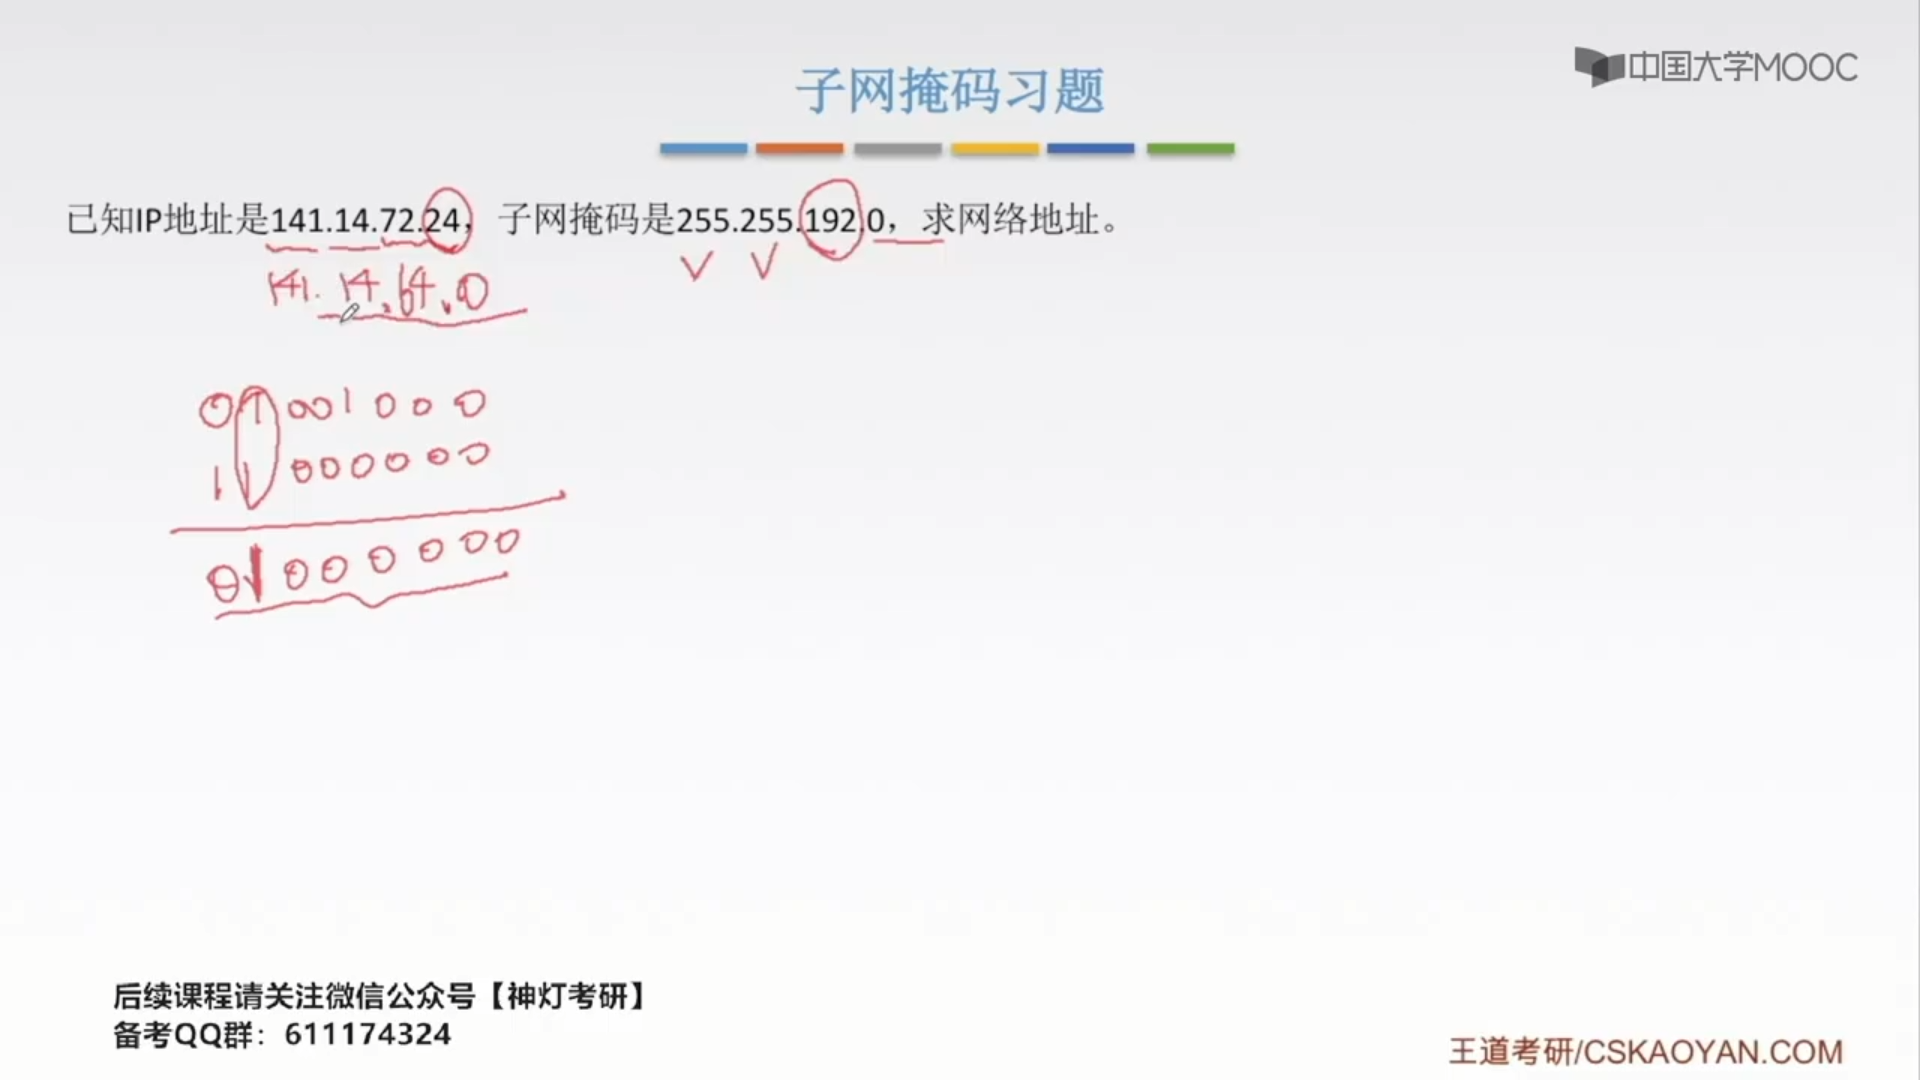 中国大学MOOC
子网掩码习题
已知IP地址是141.14.72.24， 子网掩码是255.255.192.0，求网络地址。
141.14.64.0
01001000
11000000
01000000
后续课程请关注微信公众号【神灯考研】
备考QQ群：611174324
王道考研/CSKAOYAN.COM